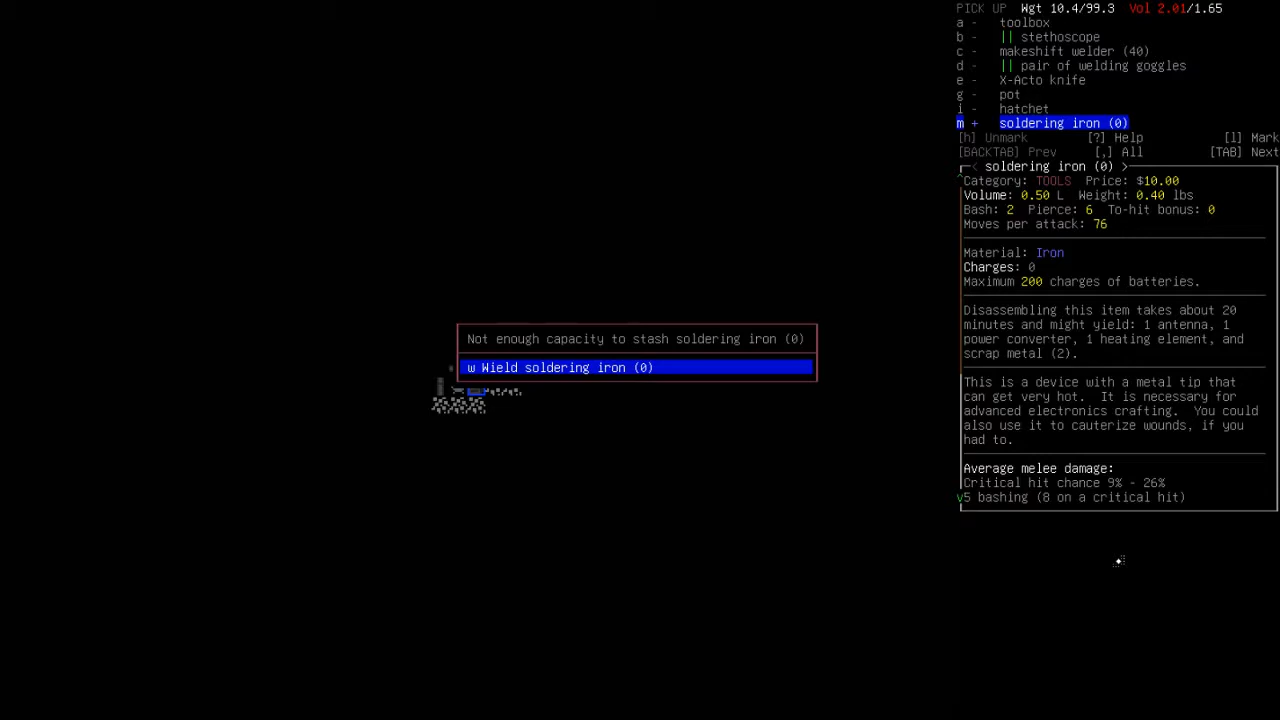 PICK UP Wgt 10.4/99.3 Vol 2.01/1.65
a - toolbox
b - || stethoscope
c - makeshift welder (40)
d - || pair of welding goggles
e - X-Acto knife
g - pot
i - hatchet
m + soldering iron (0)
[h] Unmark [?] Help [l] Mark
[BACKTAB] Prev [,] All [TAB] Next
< soldering iron (0) >
^Category: TOOLS Price: $10.00
Volume: 0.50 L Weight: 0.40 lbs
Bash: 2 Pierce: 6 To-hit bonus: 0
Moves per attack: 76
Material: Iron
Charges: 0
Maximum 200 charges of batteries.
Disassembling this item takes about 20
minutes and might yield: 1 antenna, 1
power converter, 1 heating element, and
scrap metal (2).
This is a device with a metal tip that
can get very hot. It is necessary for
advanced electronics crafting. You could
also use it to cauterize wounds, if you
had to.
Average melee damage:
Critical hit chance 9% - 26%
v5 bashing (8 on a critical hit)
Not enough capacity to stash soldering iron (0)
w Wield soldering iron (0)